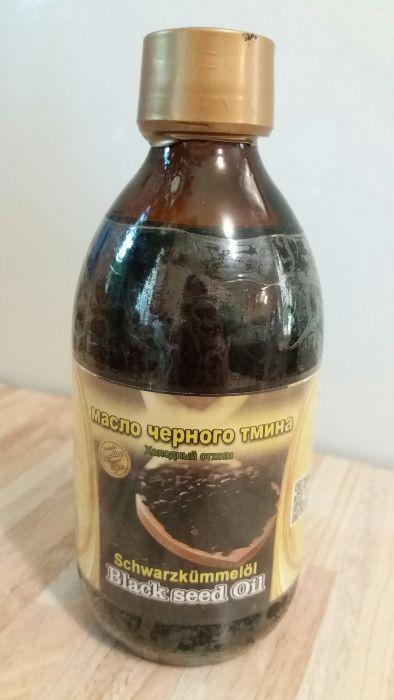 масло черного тмина
Холодный отжим
Schwarzkümmelöl
Black seed Oil